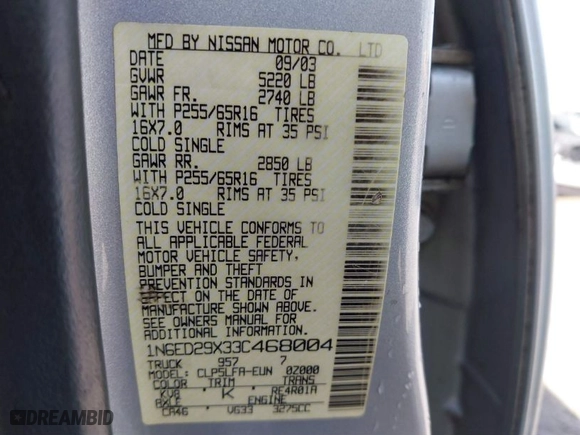 MFD BY NISSAN MOTOR CO. LTD
DATE 09/03
GVWR 5220 LB
GAWR FR. 2740 LB
WITH P255/65R16 TIRES
16X7.0 RIMS AT 35 PSI
COLD SINGLE
GAWR RR. 2850 LB
WITH P255/65R16 TIRES
16X7.0 RIMS AT 35 PSI
COLD SINGLE
THIS VEHICLE CONFORMS TO
ALL APPLICABLE FEDERAL
MOTOR VEHICLE SAFETY,
BUMPER AND THEFT
PREVENTION STANDARDS IN
EFFECT ON THE DATE OF
MANUFACTURE SHOWN ABOVE.
SEE OWNERS MANUAL FOR
ADDITIONAL INFORMATION
1N6ED29X33C468004
TRUCK 957 7
MODEL: CLP5LFA-EUN 0Z000
COLOR TRIM TRANS
KV8 K RE4R01A
AXLE ENGINE
CA46 VG33 3275CC
DREAMBID